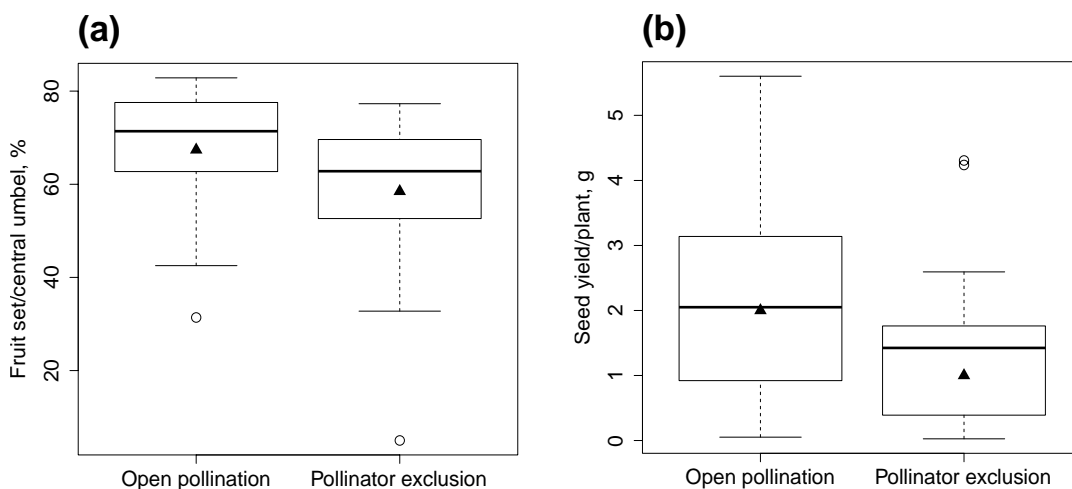 (a)
Fruit set/central umbel, %
80
60
40
20
Open pollination
Pollinator exclusion
(b)
Seed yield/plant, g
5
4
3
2
1
0
Open pollination
Pollinator exclusion